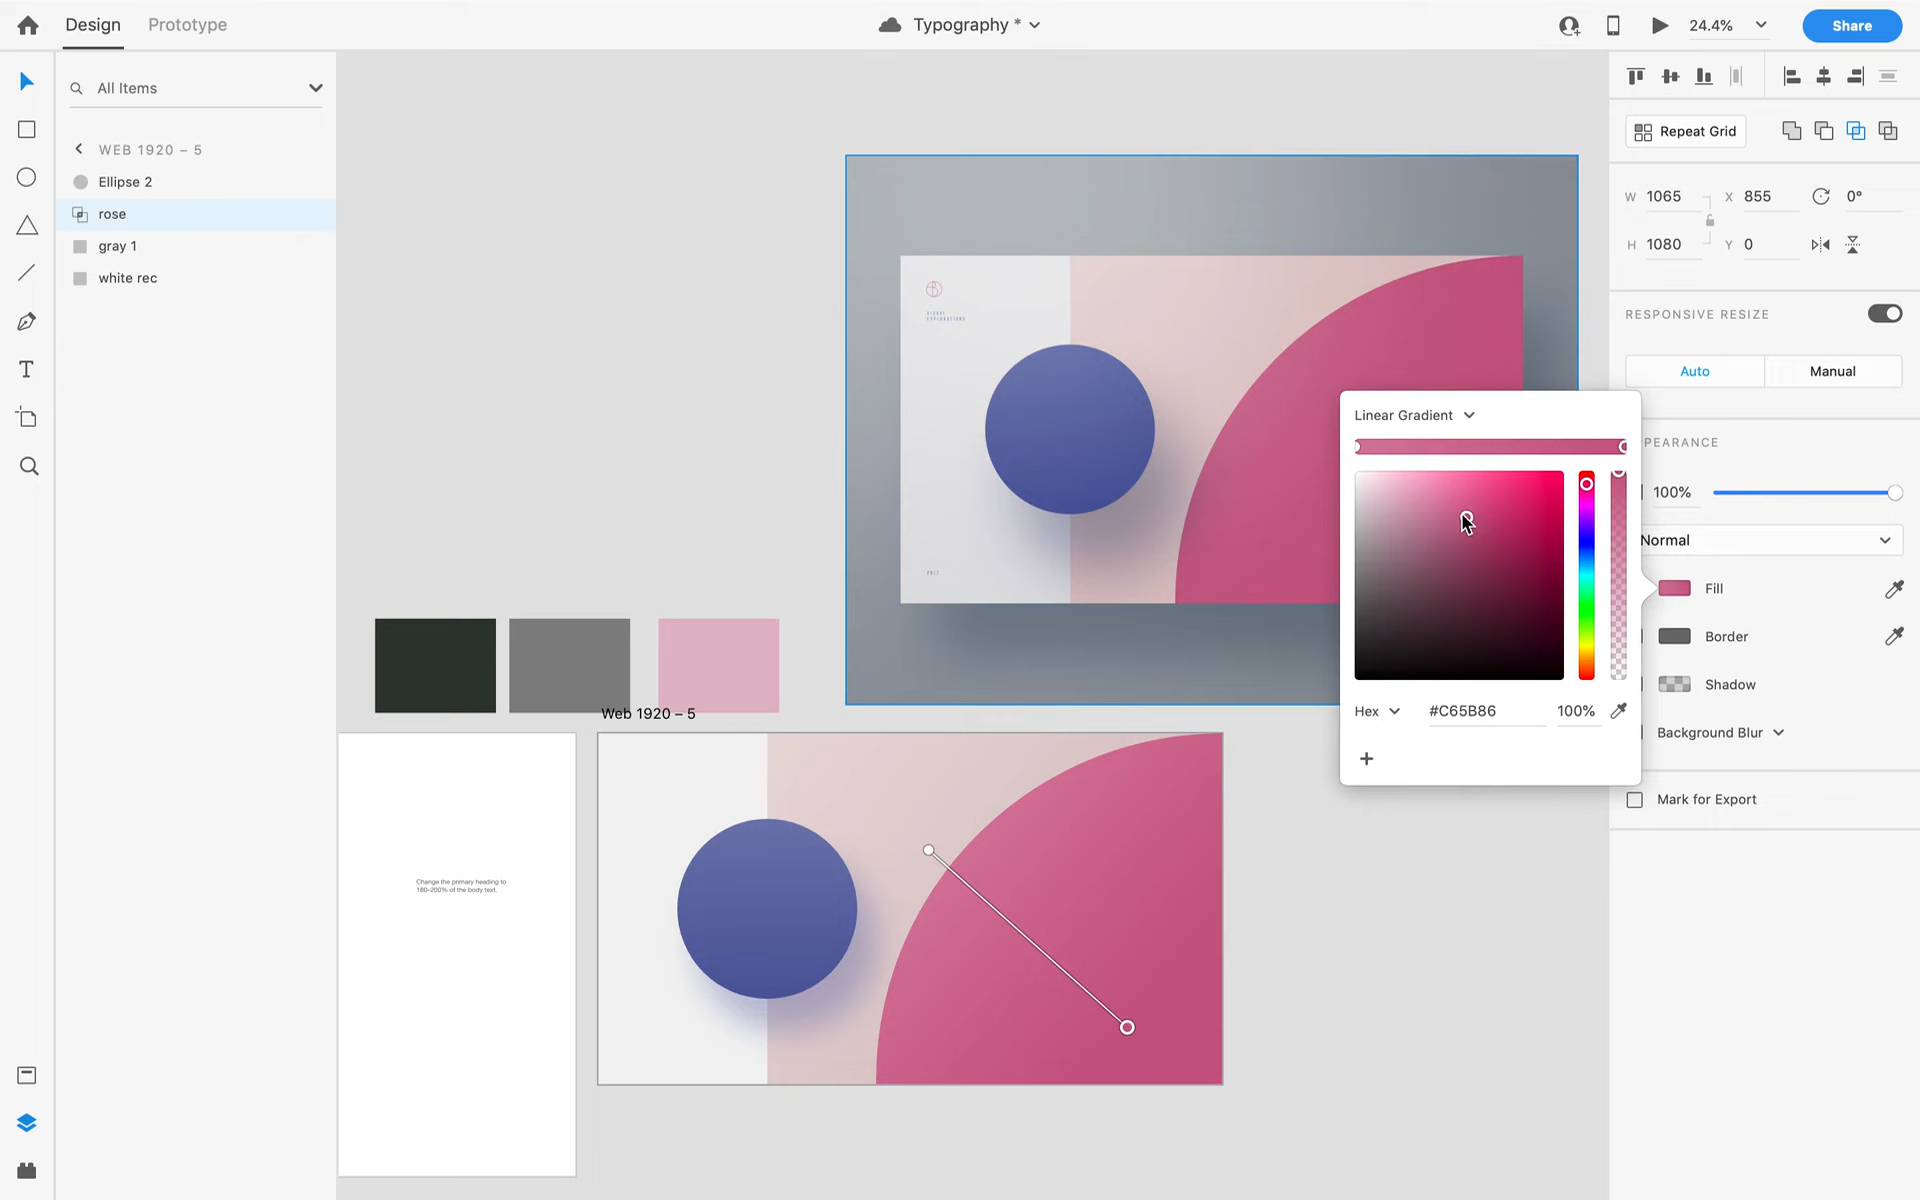 Design
Prototype
Typography *
24.4%
Share
All Items
WEB 1920 – 5
Ellipse 2
rose
gray 1
white rec
Repeat Grid
W 1065
X 855
0°
H 1080
Y 0
RESPONSIVE RESIZE
Auto
Manual
VISUAL
EXPLORATIONS
Linear Gradient
PEARANCE
100%
Normal
Fill
Border
Shadow
Hex
#C65B86
100%
Background Blur
Mark for Export
Web 1920 – 5
Change the primary heading to
180-200% of the body text.